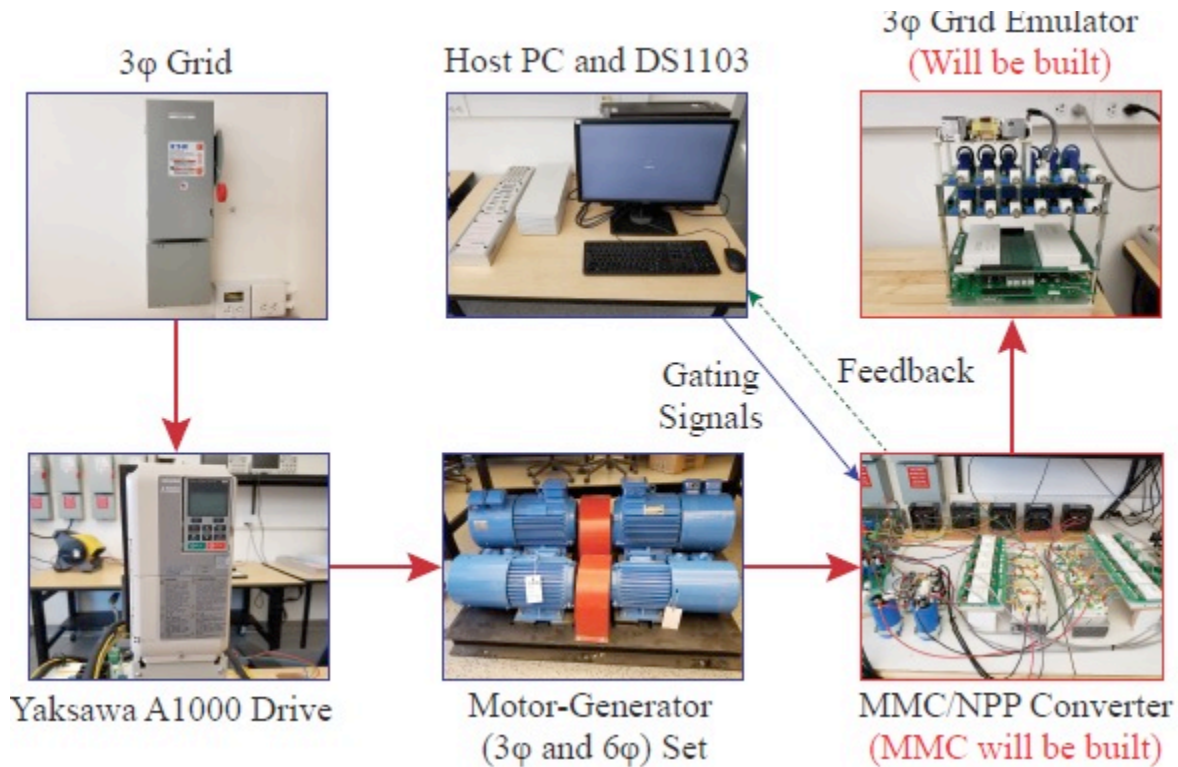 3φ Grid
Host PC and DS1103
3φ Grid Emulator
(Will be built)
Gating
Signals
Feedback
Yaksawa A1000 Drive
Motor-Generator
(3φ and 6φ) Set
MMC/NPP Converter
(MMC will be built)